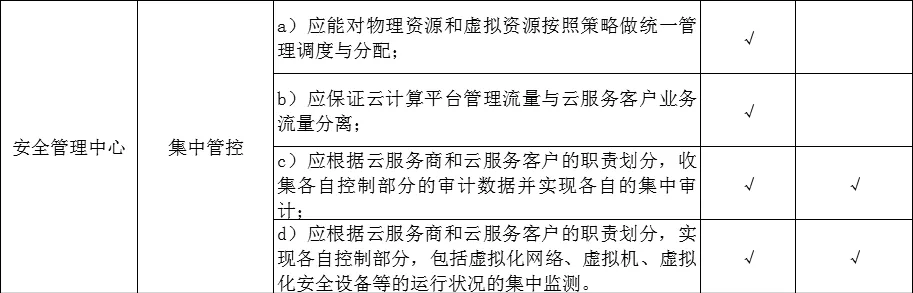 安全管理中心
集中管控
a）应能对物理资源和虚拟资源按照策略做统一管
理调度与分配；
√
b）应保证云计算平台管理流量与云服务客户业务
流量分离；
√
c）应根据云服务商和云服务客户的职责划分，收
集各自控制部分的审计数据并实现各自的集中审
计；
√ √
d）应根据云服务商和云服务客户的职责划分，实
现各自控制部分，包括虚拟化网络、虚拟机、虚拟
化安全设备等的运行状况的集中监测。
√ √